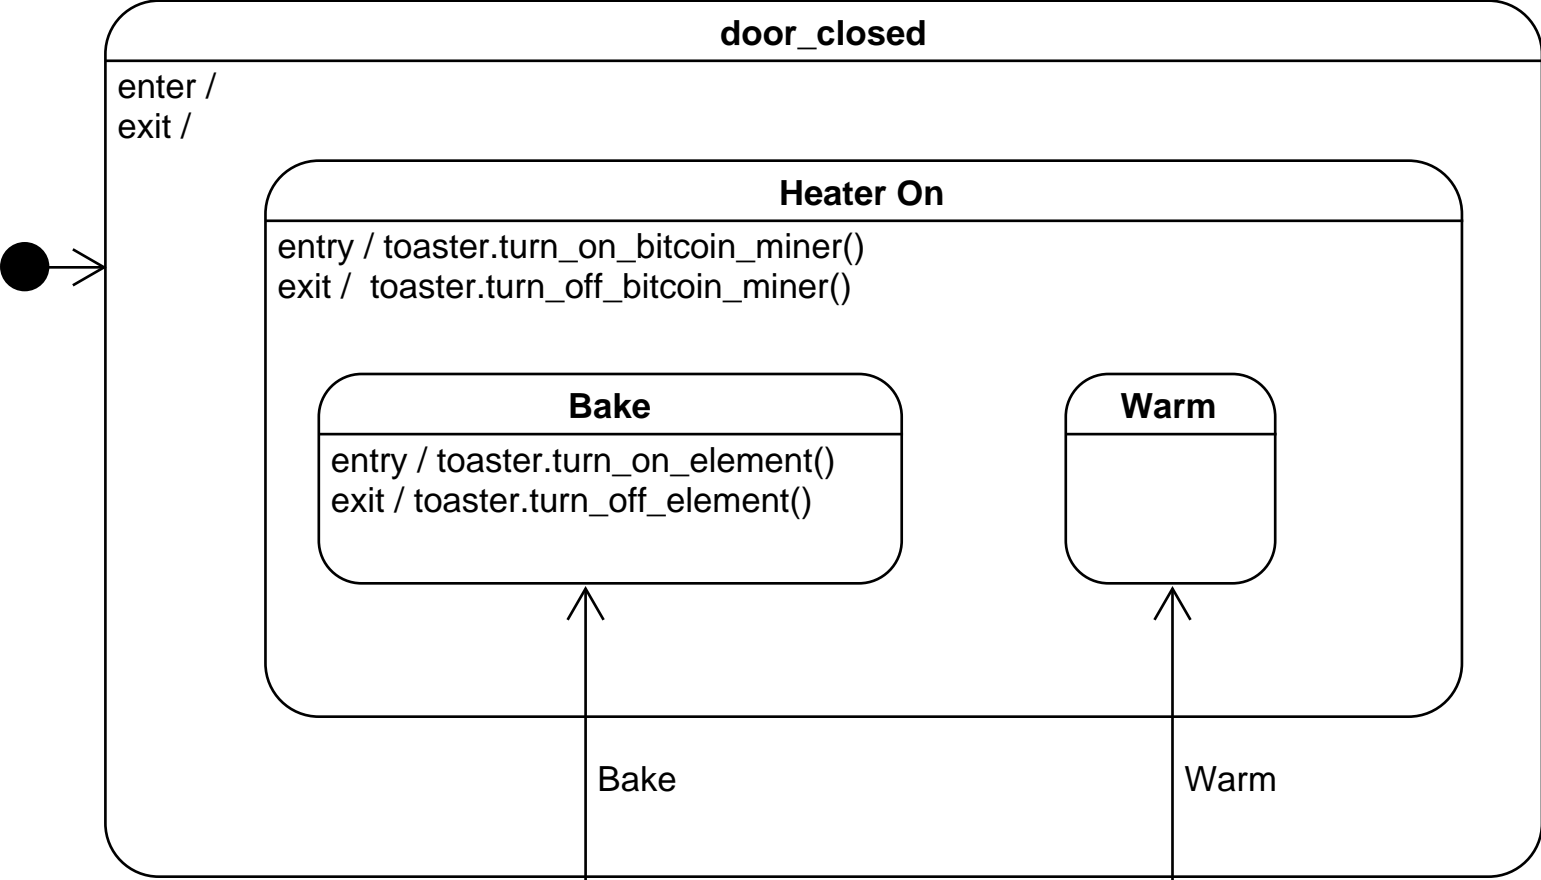 door_closed
enter /
exit /
Heater On
entry / toaster.turn_on_bitcoin_miner()
exit /  toaster.turn_off_bitcoin_miner()
Bake
Warm
entry / toaster.turn_on_element()
exit / toaster.turn_off_element()
Bake
Warm